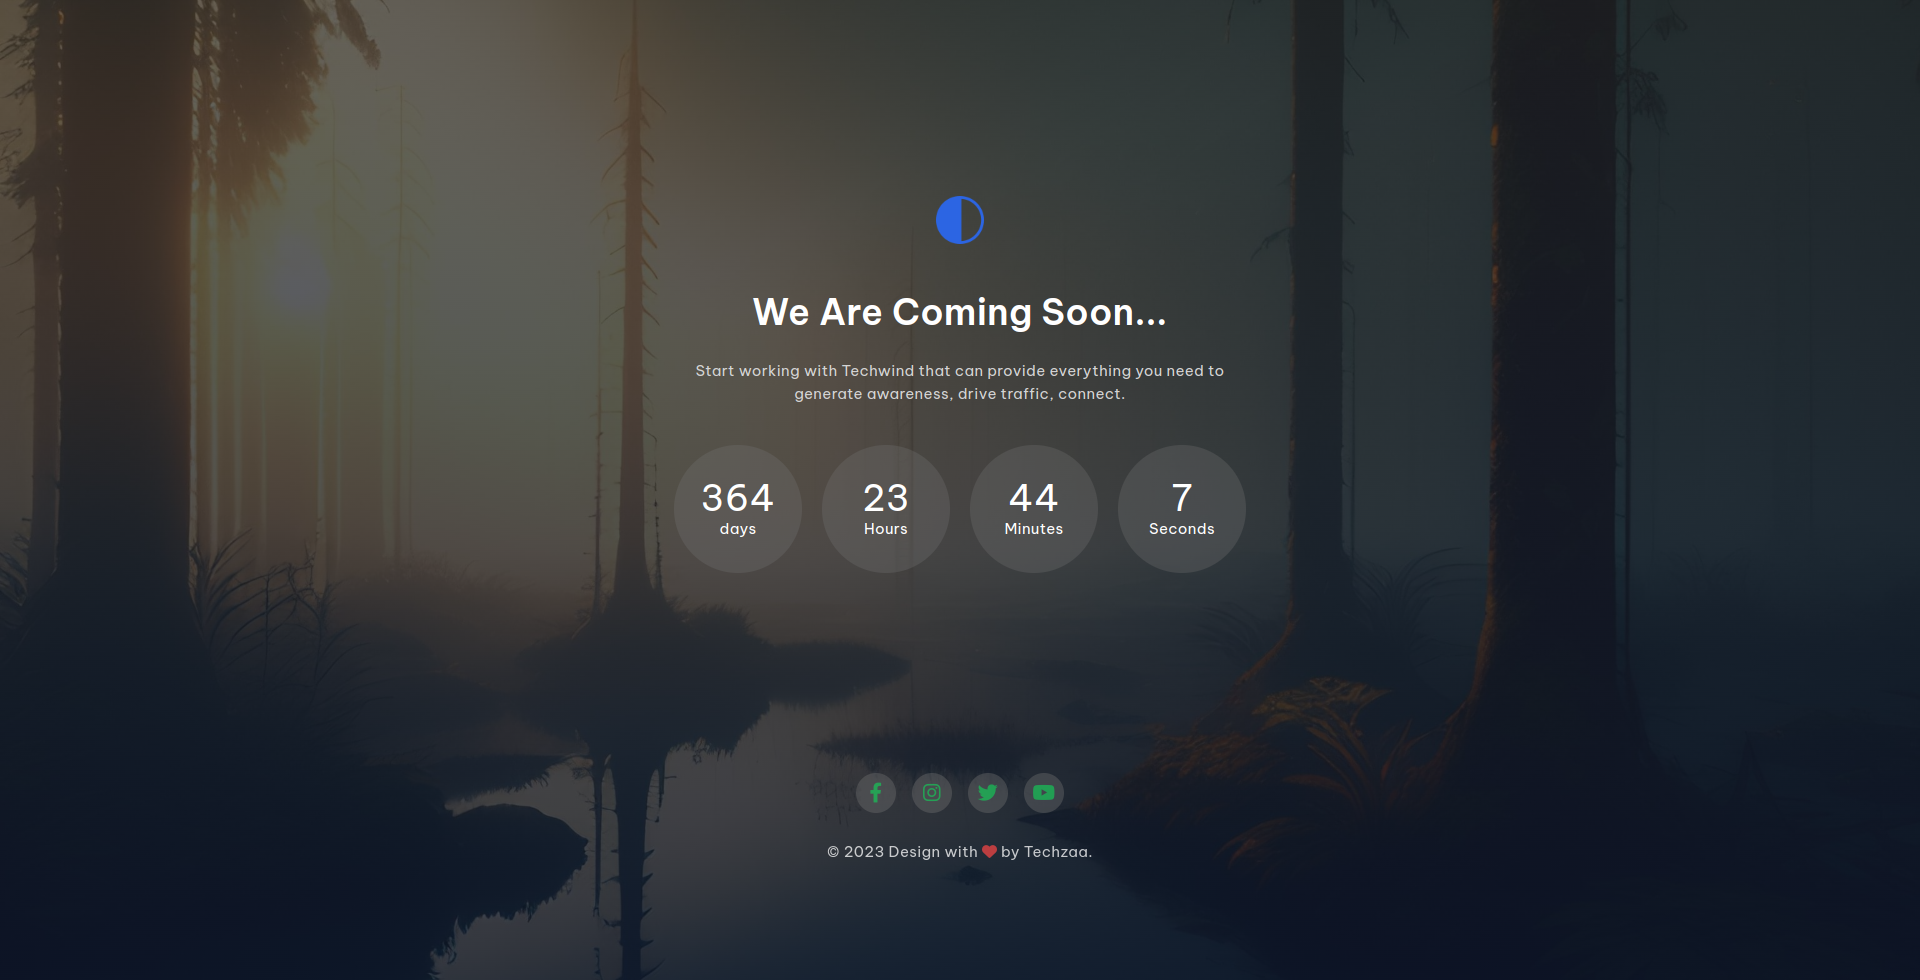 We Are Coming Soon...
Start working with Techwind that can provide everything you need to
generate awareness, drive traffic, connect.
364
days
23
Hours
44
Minutes
7
Seconds
© 2023 Design with ❤ by Techzaa.